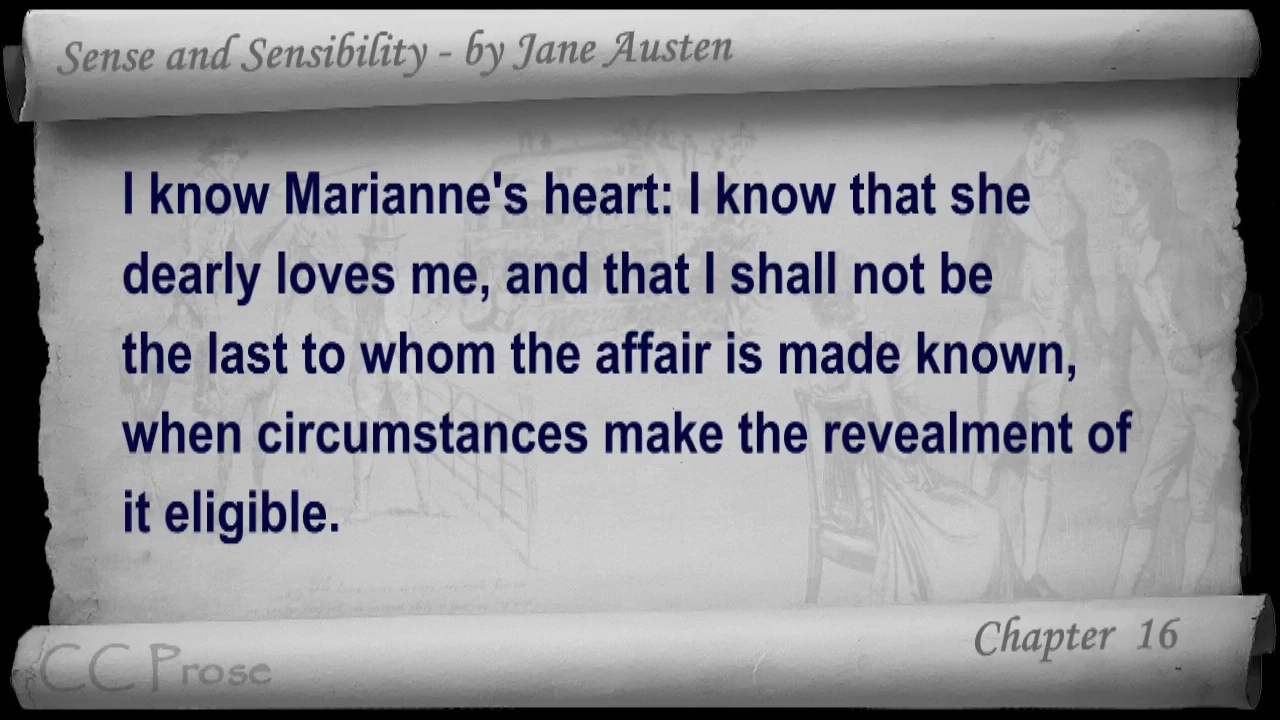 Sense and Sensibility - by Jane Austen
I know Marianne's heart: I know that she
dearly loves me, and that I shall not be
the last to whom the affair is made known,
when circumstances make the revealment of
it eligible.
Chapter 16
CC Prose